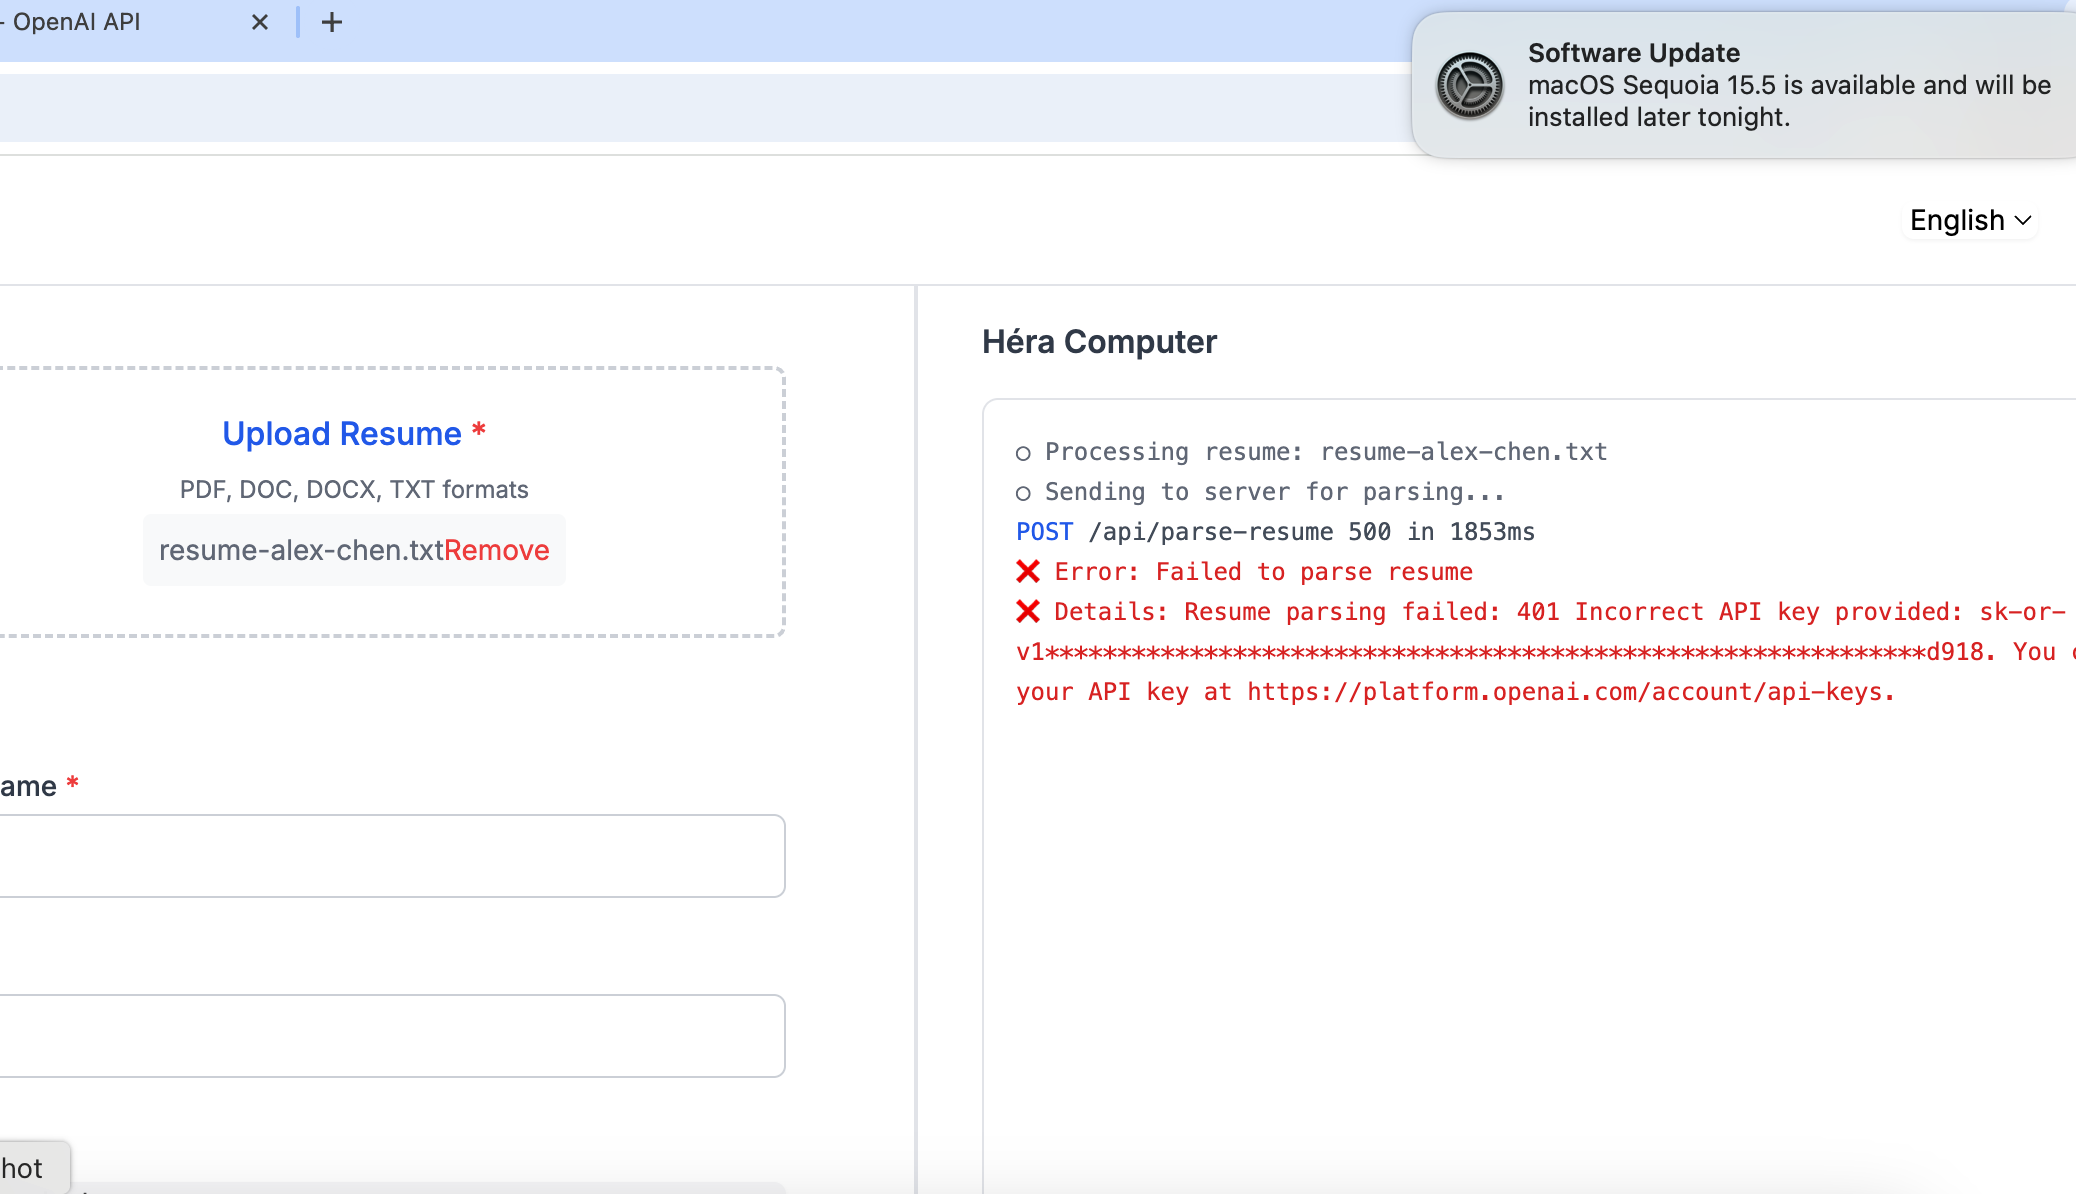 - OpenAI API
Software Update
macOS Sequoia 15.5 is available and will be
installed later tonight.
English
Héra Computer
Upload Resume *
PDF, DOC, DOCX, TXT formats
resume-alex-chen.txtRemove
ame *
hot
○ Processing resume: resume-alex-chen.txt
○ Sending to server for parsing...
POST /api/parse-resume 500 in 1853ms
❌ Error: Failed to parse resume
❌ Details: Resume parsing failed: 401 Incorrect API key provided: sk-or-
v1*************************************************************d918. You
your API key at https://platform.openai.com/account/api-keys.